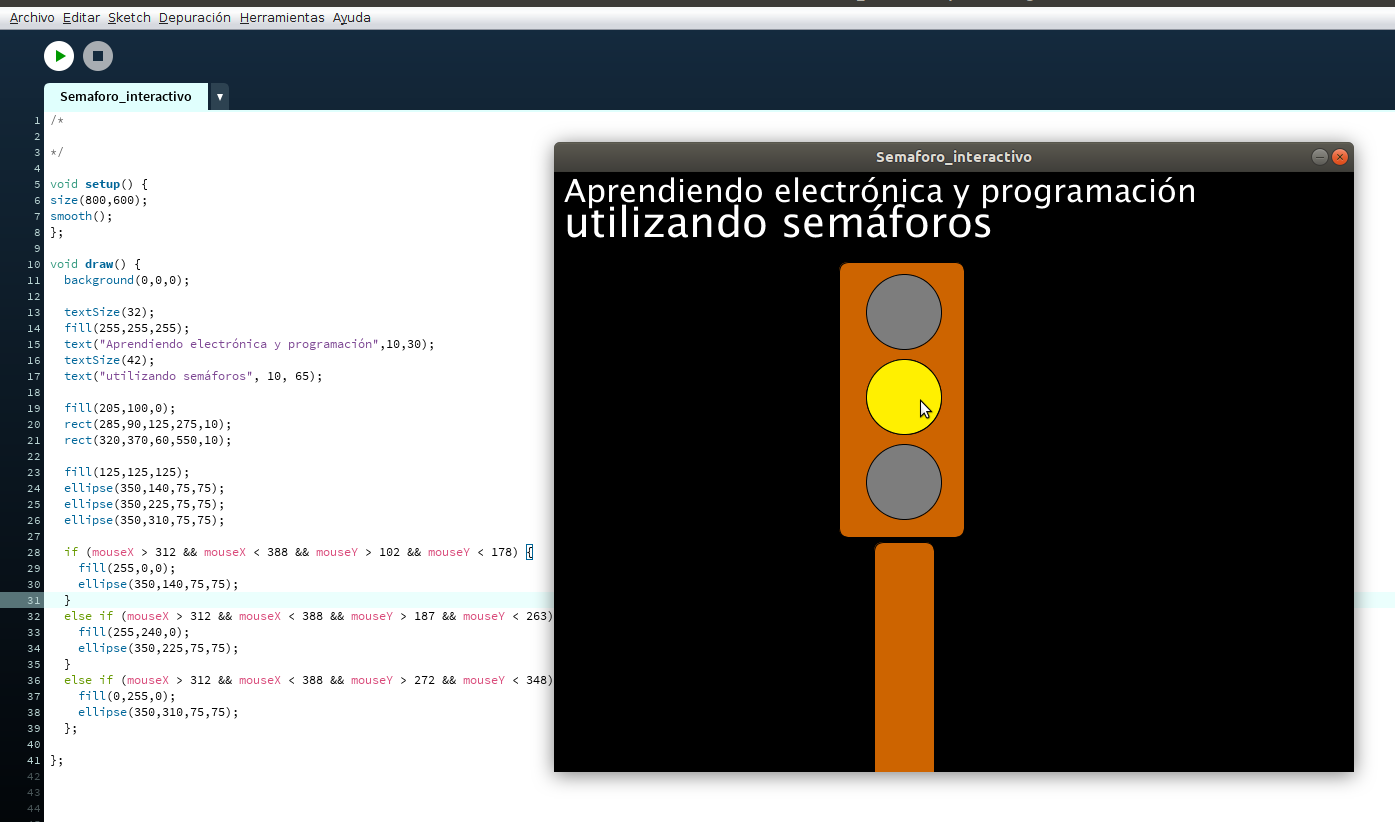 Archivo Editar Sketch Depuración Herramientas Ayuda
Semaforo_interactivo
1 /*
2
3 */
4
5 void setup() {
6 size(800,600);
7 smooth();
8 };
9
10 void draw() {
11 background(0,0,0);
12
13 textSize(32);
14 fill(255,255,255);
15 text("Aprendiendo electrónica y programación",10,30);
16 textSize(42);
17 text("utilizando semáforos", 10, 65);
18
19 fill(205,100,0);
20 rect(285,90,125,275,10);
21 rect(320,370,60,550,10);
22
23 fill(125,125,125);
24 ellipse(350,140,75,75);
25 ellipse(350,225,75,75);
26 ellipse(350,310,75,75);
27
28 if (mouseX > 312 && mouseX < 388 && mouseY > 102 && mouseY < 178) {
29 fill(255,0,0);
30 ellipse(350,140,75,75);
31 }
32 else if (mouseX > 312 && mouseX < 388 && mouseY > 187 && mouseY < 263)
33 fill(255,240,0);
34 ellipse(350,225,75,75);
35 }
36 else if (mouseX > 312 && mouseX < 388 && mouseY > 272 && mouseY < 348)
37 fill(0,255,0);
38 ellipse(350,310,75,75);
39 };
40
41 };
42
43
44
Semaforo_interactivo
Aprendiendo electrónica y programación
utilizando semáforos